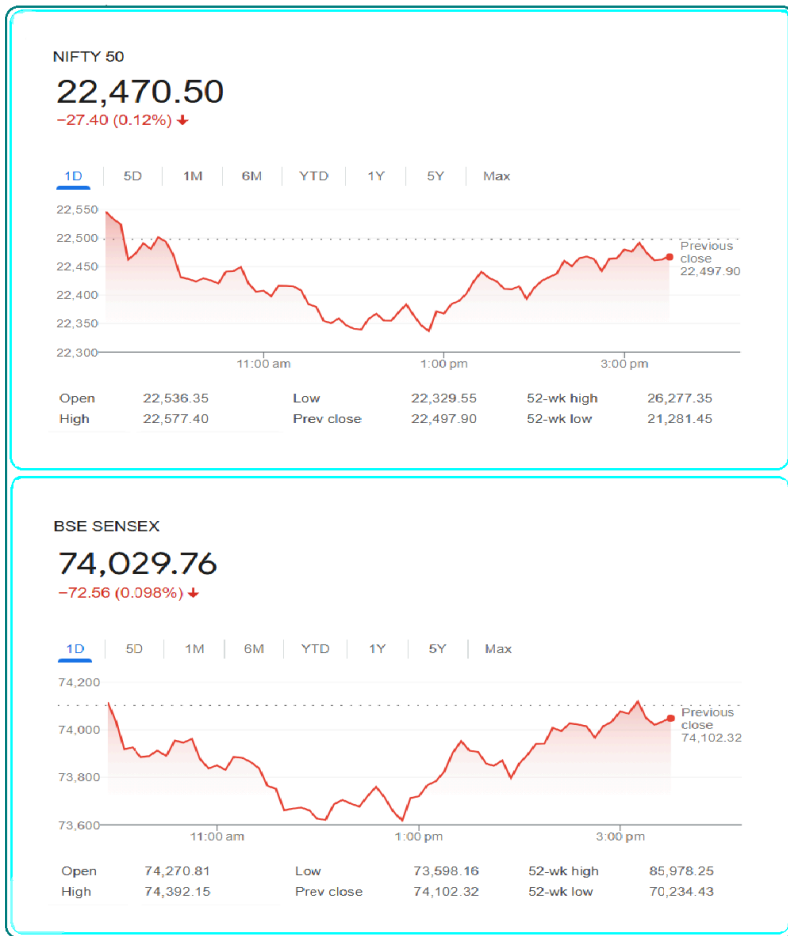 NIFTY 50
22,470.50
−27.40 (0.12%)
1D 5D 1M 6M YTD 1Y 5Y Max
22,550
22,500
22,450
22,400
22,350
22,300
Previous
close
22,497.90
11:00 am 1:00 pm 3:00 pm
Open 22,536.35 Low 22,329.55 52-wk high 26,277.35
High 22,577.40 Prev close 22,497.90 52-wk low 21,281.45
BSE SENSEX
74,029.76
−72.56 (0.098%)
1D 5D 1M 6M YTD 1Y 5Y Max
74,200
74,000
73,800
73,600
Previous
close
74,102.32
11:00 am 1:00 pm 3:00 pm
Open 74,270.81 Low 73,598.16 52-wk high 85,978.25
High 74,392.15 Prev close 74,102.32 52-wk low 70,234.43